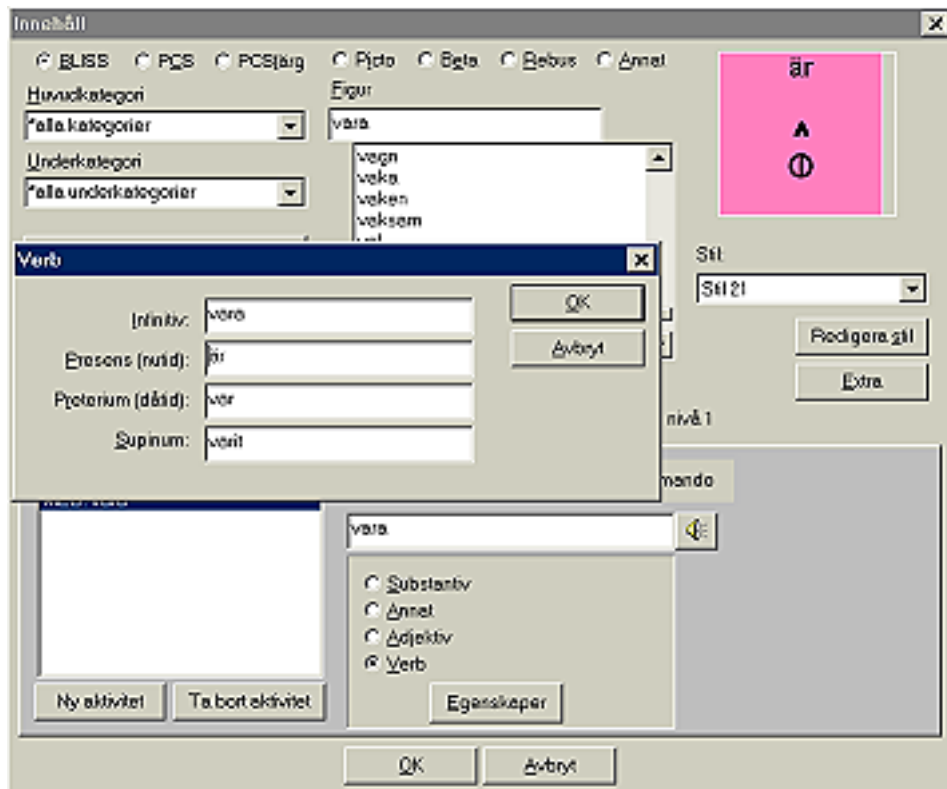 Innehåll
BLISS PCS PCSfärg Picto Beta Rebus Annat
Huvudkategori
*alla kategorier
Underkategori
*alla underkategorier
Figur
vara
vagn
vaka
vaken
vaksam
är
Stil:
Stil 21
Redigera stil
Extra
nivå 1
Verb
Infinitiv: vara
Presens (nutid): är
Preterium (dåtid): var
Supinum: varit
OK
Avbryt
mando
vara
Substantiv
Annat
Adjektiv
Verb
Egenskaper
Ny aktivitet Ta bort aktivitet
OK Avbryt